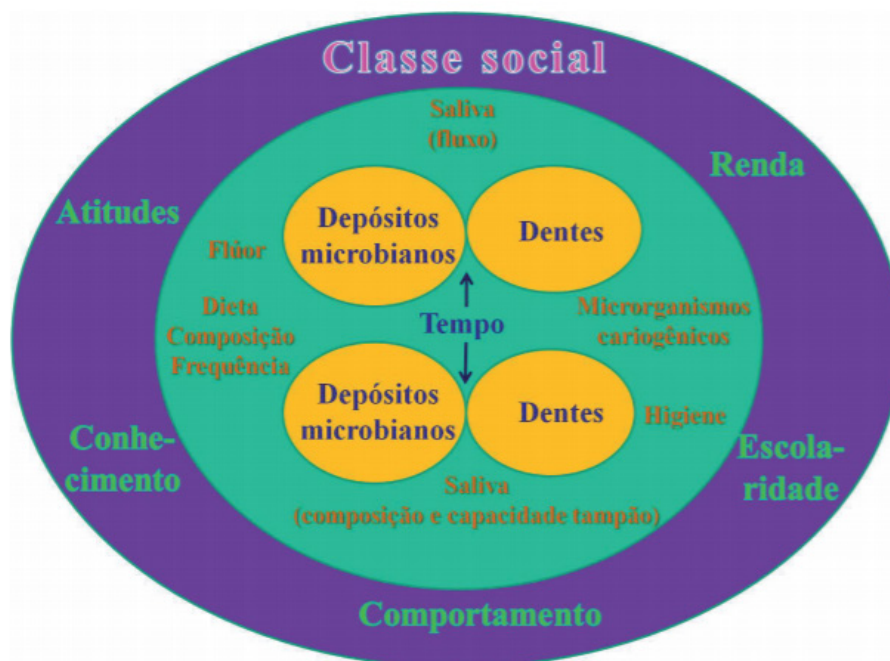 Classe social
Saliva
(fluxo)
Renda
Atitudes
Depósitos
microbianos
Dentes
Flúor
Dieta
Composição
Frequência
Tempo
Microrganismos
cariogênicos
Depósitos
microbianos
Dentes
Higiene
Conhe-
cimento
Escola-
ridade
Saliva
(composição e capacidade tampão)
Comportamento